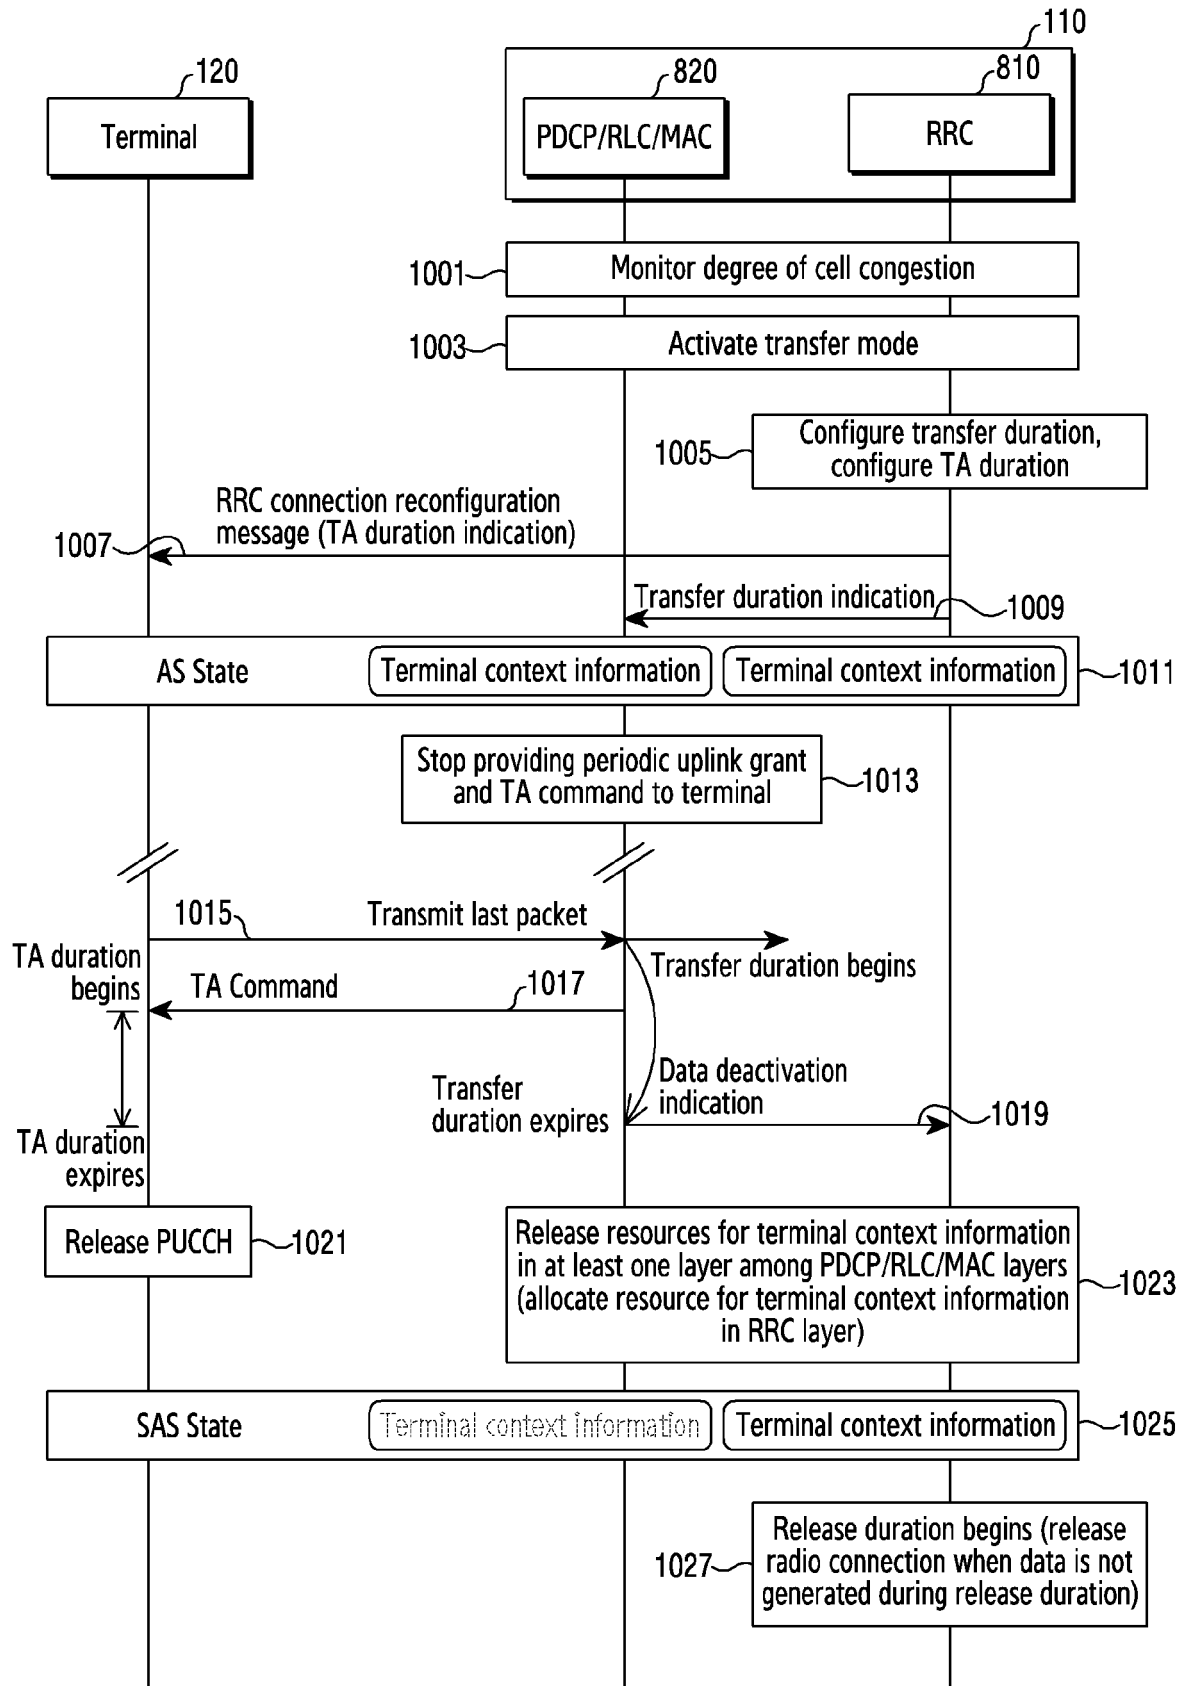 110
120
820
810
Terminal
PDCP/RLC/MAC
RRC
1001
Monitor degree of cell congestion
1003
Activate transfer mode
1005
Configure transfer duration,
configure TA duration
RRC connection reconfiguration
message (TA duration indication)
1007
Transfer duration indication
1009
AS State
Terminal context information
Terminal context information
1011
Stop providing periodic uplink grant
and TA command to terminal
1013
1015
Transmit last packet
TA duration
begins
Transfer duration begins
TA Command
1017
Transfer
duration expires
Data deactivation
indication
1019
TA duration
expires
Release PUCCH
1021
Release resources for terminal context information
in at least one layer among PDCP/RLC/MAC layers
(allocate resource for terminal context information
in RRC layer)
1023
SAS State
Terminal context information
Terminal context information
1025
1027
Release duration begins (release
radio connection when data is not
generated during release duration)